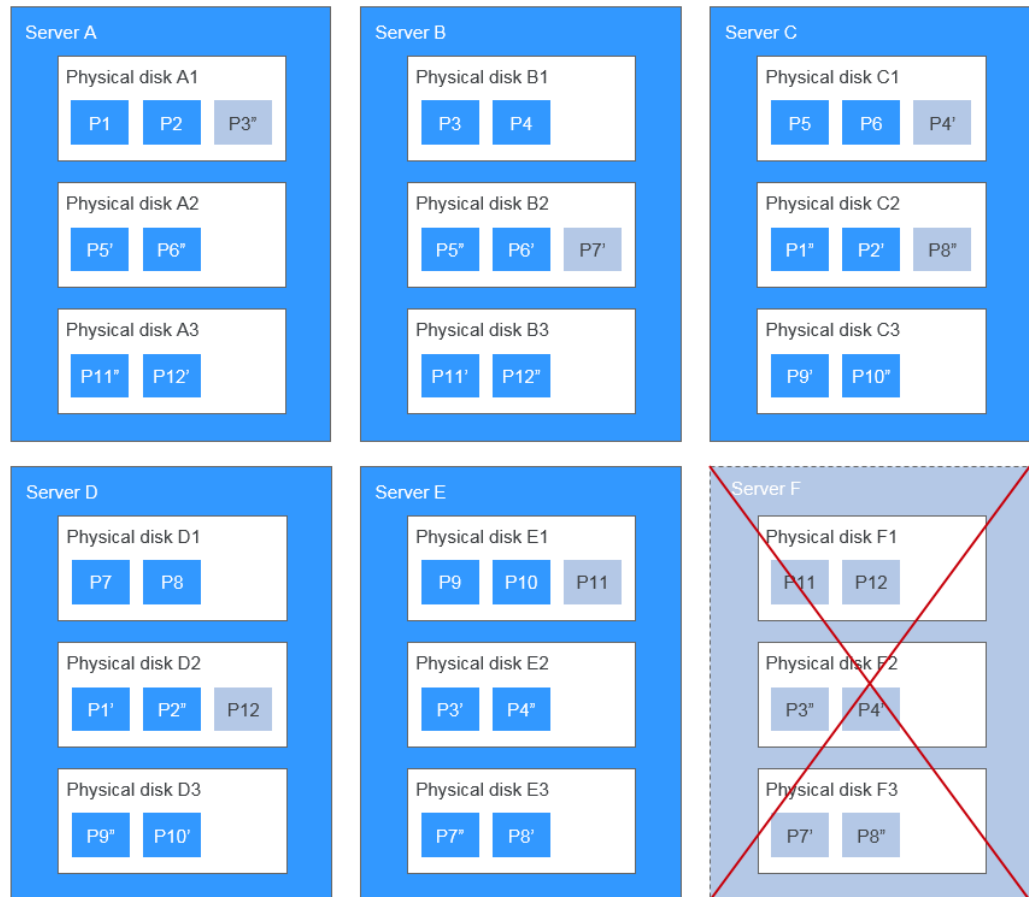 Server A
Physical disk A1
P1 P2 P3”
Physical disk A2
P5’ P6”
Physical disk A3
P11” P12’
Server B
Physical disk B1
P3 P4
Physical disk B2
P5” P6’ P7’
Physical disk B3
P11’ P12”
Server C
Physical disk C1
P5 P6 P4’
Physical disk C2
P1” P2’ P8”
Physical disk C3
P9’ P10”
Server D
Physical disk D1
P7 P8
Physical disk D2
P1’ P2” P12
Physical disk D3
P9” P10’
Server E
Physical disk E1
P9 P10 P11
Physical disk E2
P3’ P4”
Physical disk E3
P7” P8’
Server F
Physical disk F1
P11 P12
Physical disk F2
P3” P4’
Physical disk F3
P7’ P8”